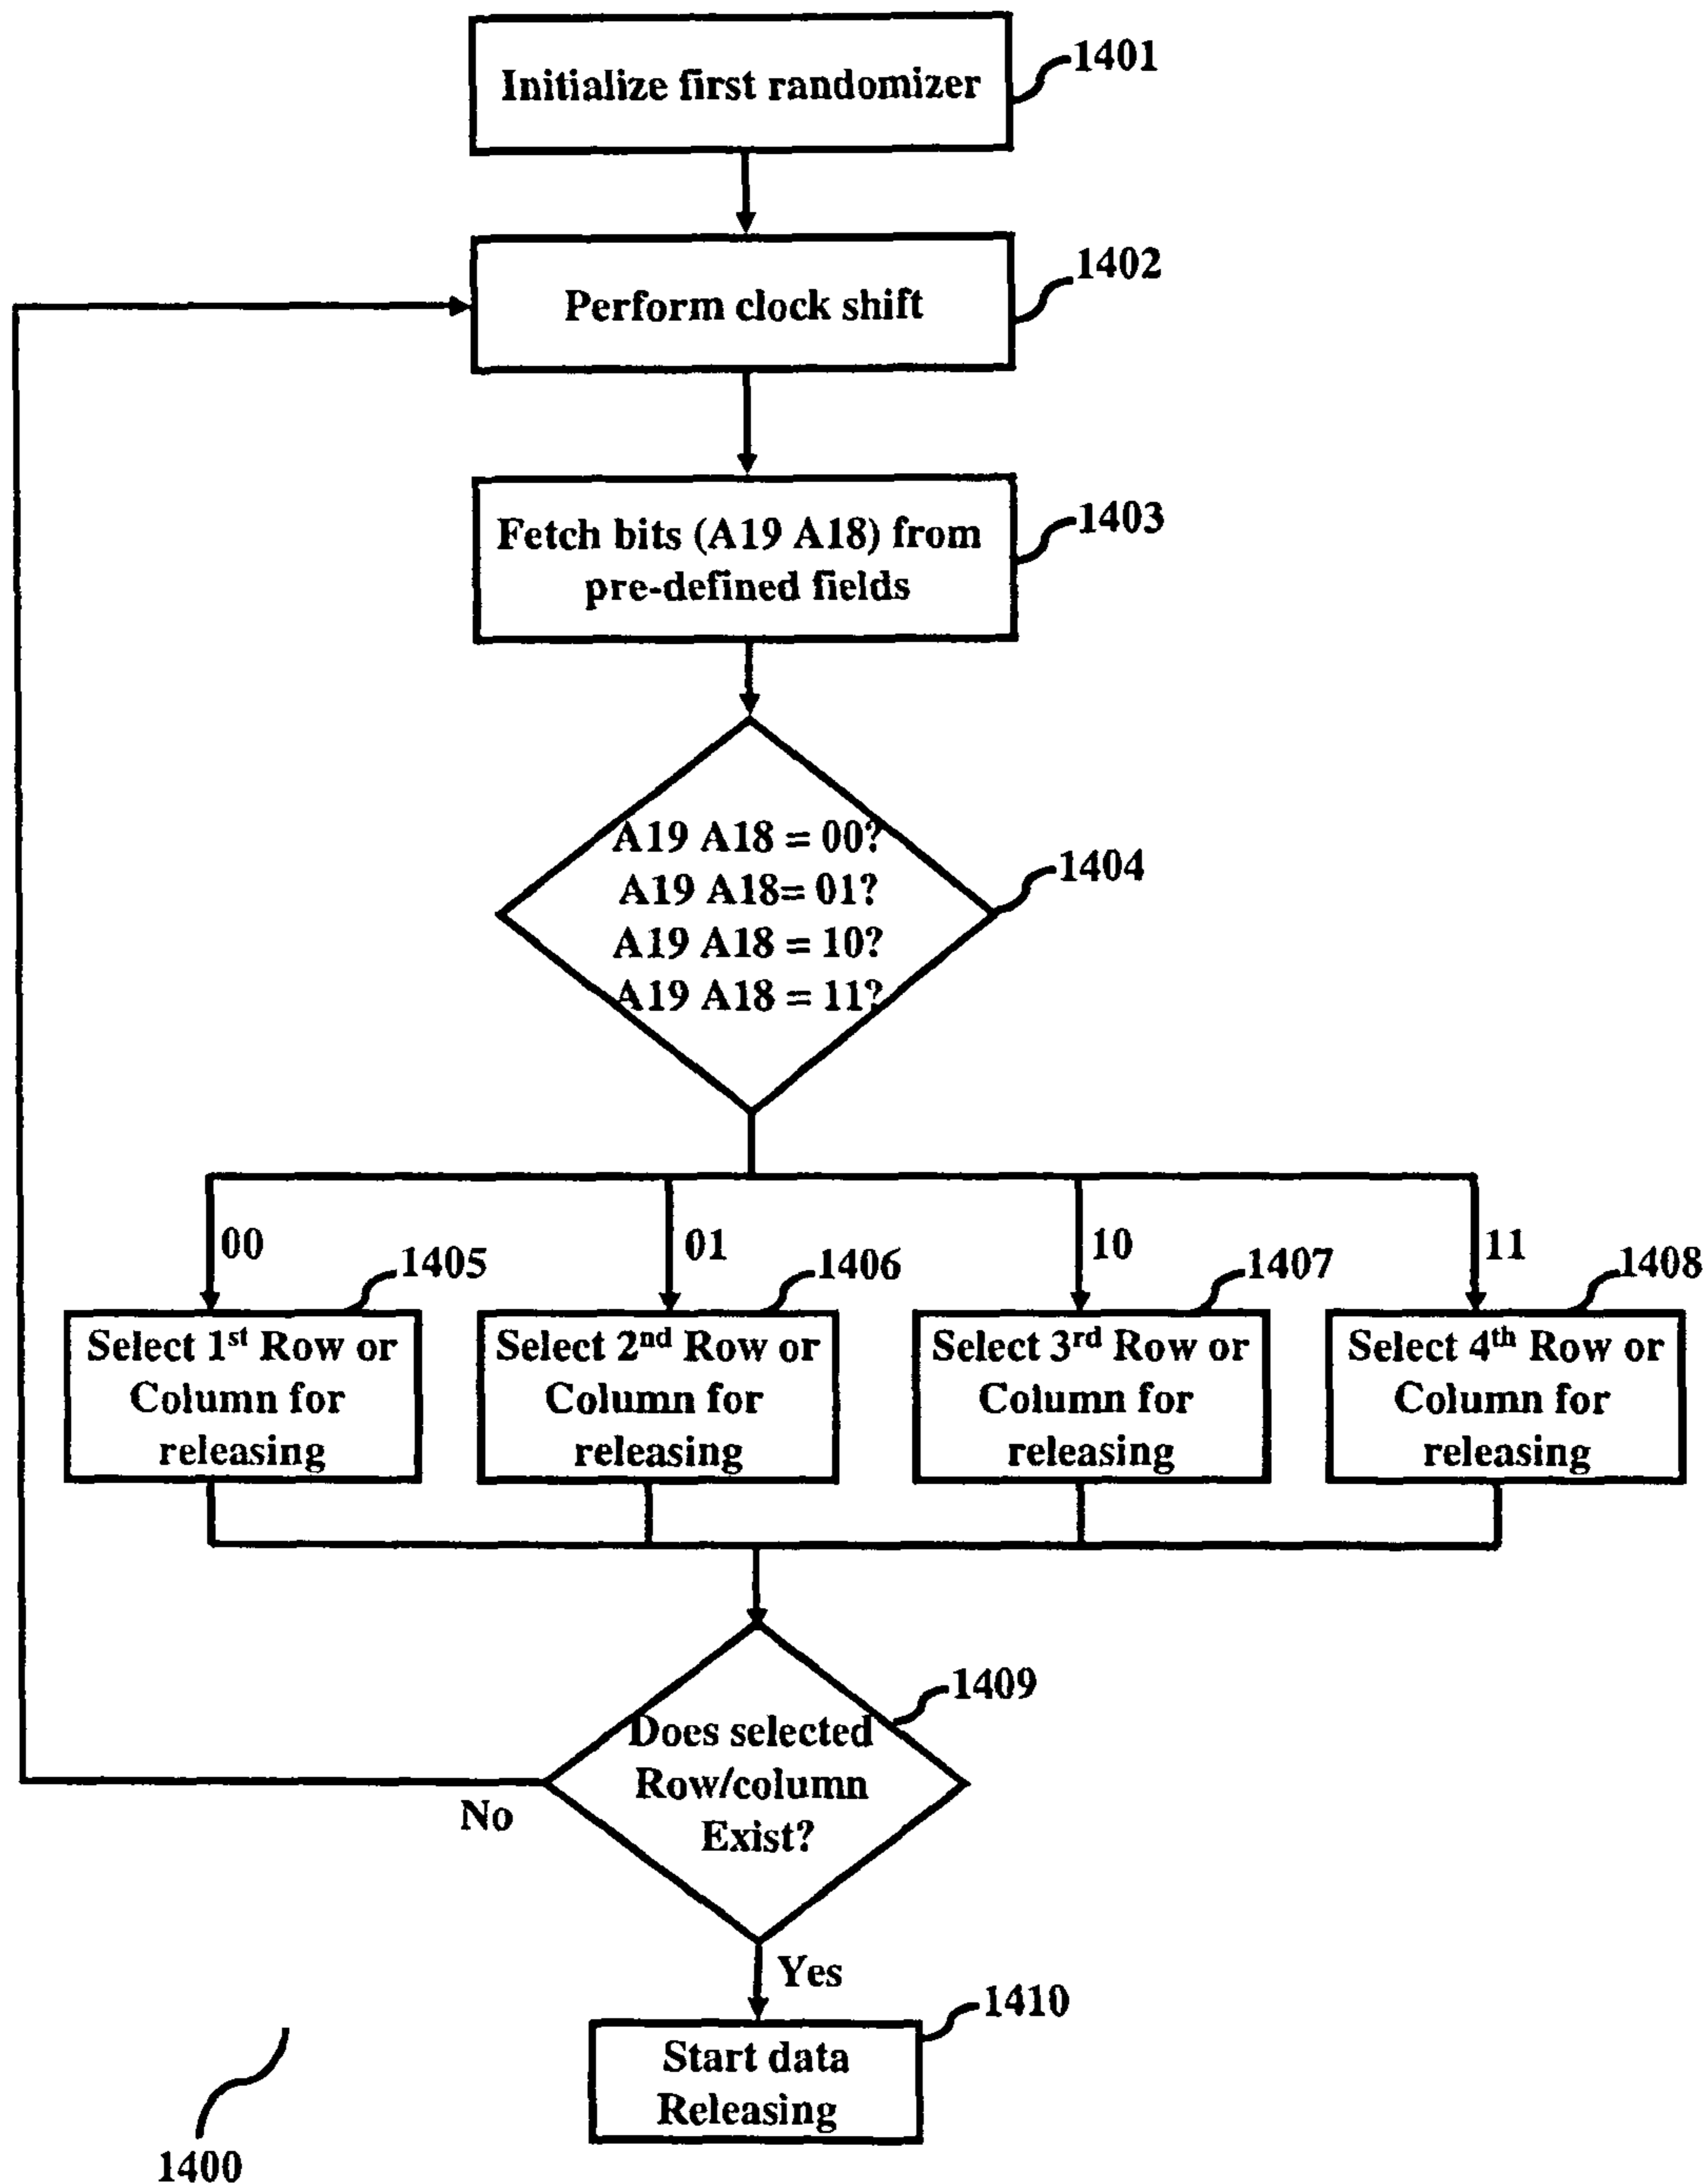 Initialize first randomizer
1401
Perform clock shift
1402
Fetch bits (A19 A18) from
pre-defined fields
1403
A19 A18 = 00?
A19 A18= 01?
A19 A18 = 10?
A19 A18 = 11?
1404
00
01
10
11
1405
1406
1407
1408
Select 1st Row or
Column for
releasing
Select 2nd Row or
Column for
releasing
Select 3rd Row or
Column for
releasing
Select 4th Row or
Column for
releasing
1409
Does selected
Row/column
Exist?
No
Yes
1410
Start data
Releasing
1400